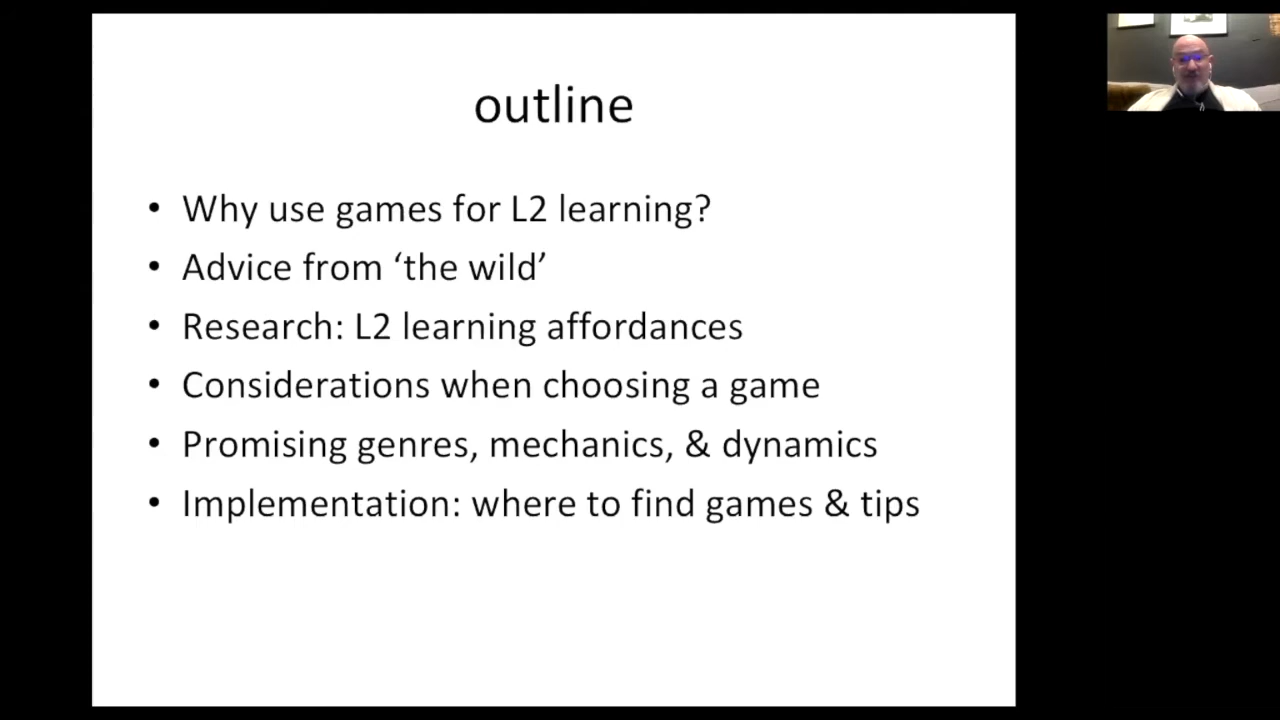 outline
• Why use games for L2 learning?
• Advice from ‘the wild’
• Research: L2 learning affordances
• Considerations when choosing a game
• Promising genres, mechanics, & dynamics
• Implementation: where to find games & tips